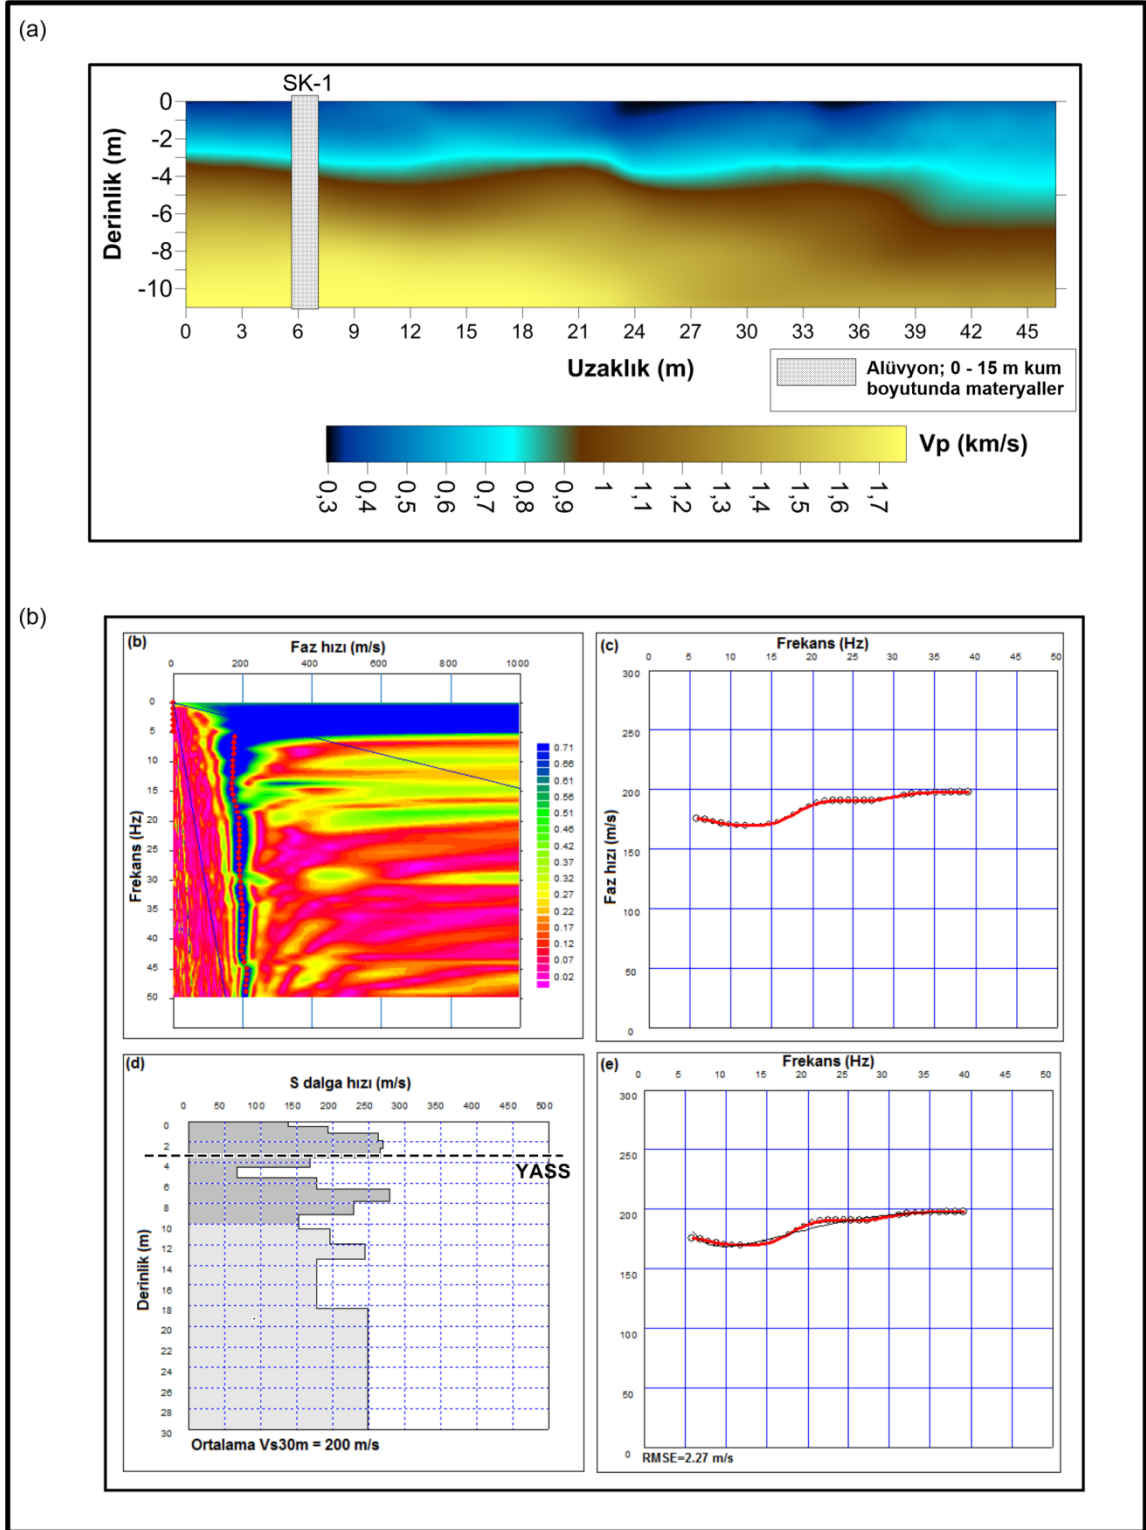 (a)
SK-1
Derinlik (m)
0
-2
-4
-6
-8
-10
0 3 6 9 12 15 18 21 24 27 30 33 36 39 42 45
Uzaklık (m)
Alüvyon; 0 - 15 m kum
boyutunda materyaller
Vp (km/s)
0,3 0,4 0,5 0,6 0,7 0,8 0,9 1 1,1 1,2 1,3 1,4 1,5 1,6 1,7
(b)
(b)
Faz hızı (m/s)
0 200 400 600 800 1000
Frekans (Hz)
0
5
10
15
20
25
30
35
40
45
50
0.71
0.66
0.61
0.56
0.51
0.46
0.42
0.37
0.32
0.27
0.22
0.17
0.12
0.07
0.02
(c)
Frekans (Hz)
0 5 10 15 20 25 30 35 40 45 50
Faz hızı (m/s)
300
250
200
150
100
50
0
(d)
S dalga hızı (m/s)
0 50 100 150 200 250 300 350 400 450 500
Derinlik (m)
0
2
4
6
8
10
12
14
16
18
20
22
24
26
28
30
YASS
Ortalama Vs30m = 200 m/s
(e)
Frekans (Hz)
0 5 10 15 20 25 30 35 40 50
300
250
200
150
100
50
0
RMSE=2.27 m/s